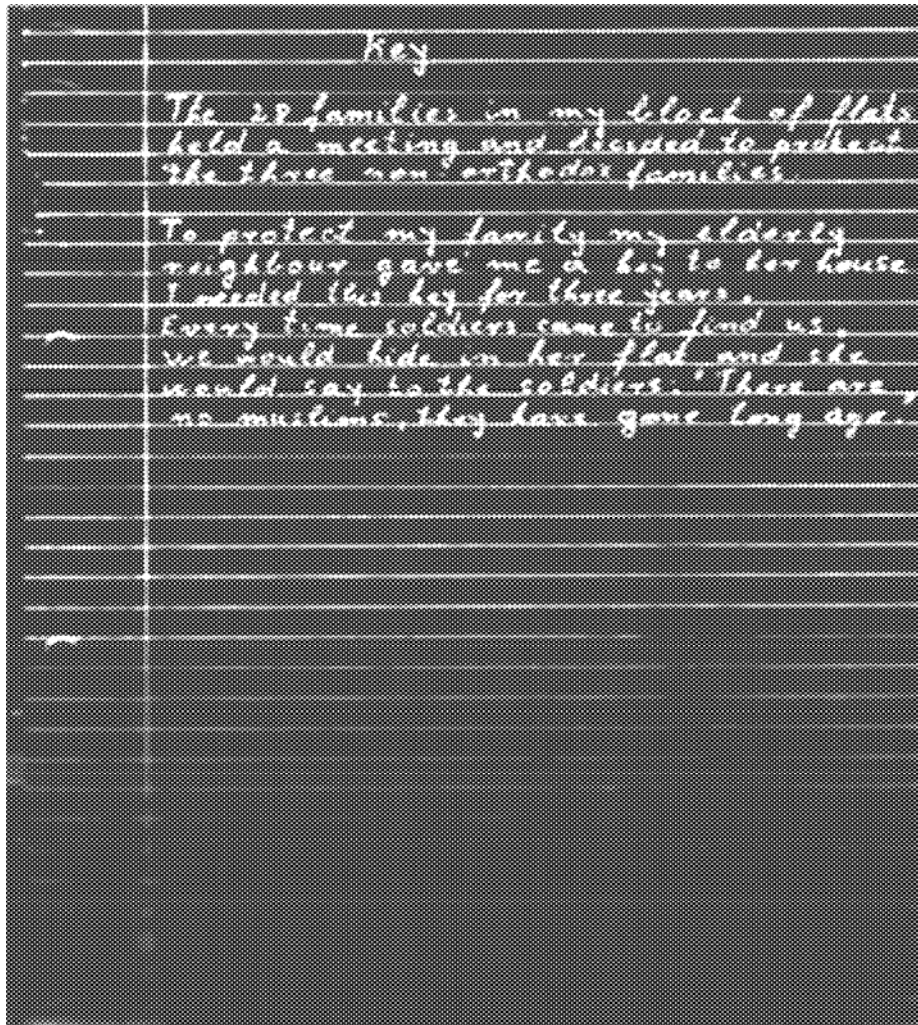 Key
The 28 families in my block of flats
held a meeting and decided to protect
the three non orthodox families.
To protect my family my elderly
neighbour gave me a key to her house
I needed this key for three years.
Every time soldiers came to find us,
we would hide in her flat and she
would say to the soldiers. 'There are
no muslims, they have gone long ago.'